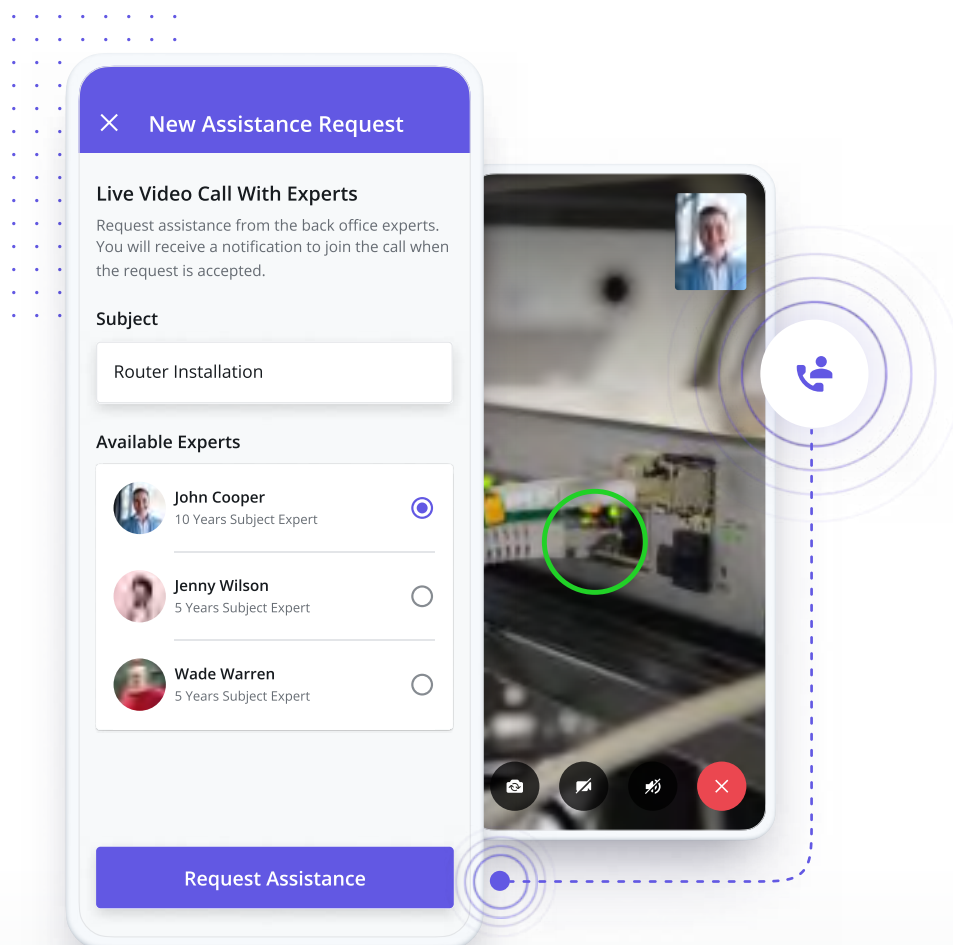 New Assistance Request
Live Video Call With Experts
Request assistance from the back office experts.
You will receive a notification to join the call when
the request is accepted.
Subject
Router Installation
Available Experts
John Cooper
10 Years Subject Expert
Jenny Wilson
5 Years Subject Expert
Wade Warren
5 Years Subject Expert
Request Assistance